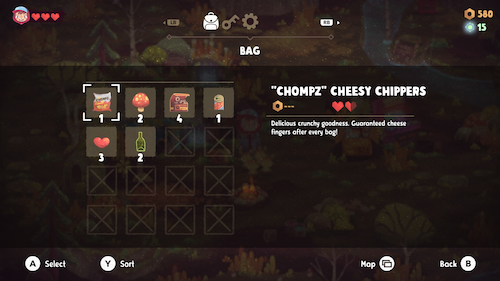 LB
RB
580
15
BAG
1
2
4
1
3
2
"CHOMPZ" CHEESY CHIPPERS
---
Delicious crunchy goodness. Guaranteed cheese
fingers after every bag!
A Select
Y Sort
Map
Back B